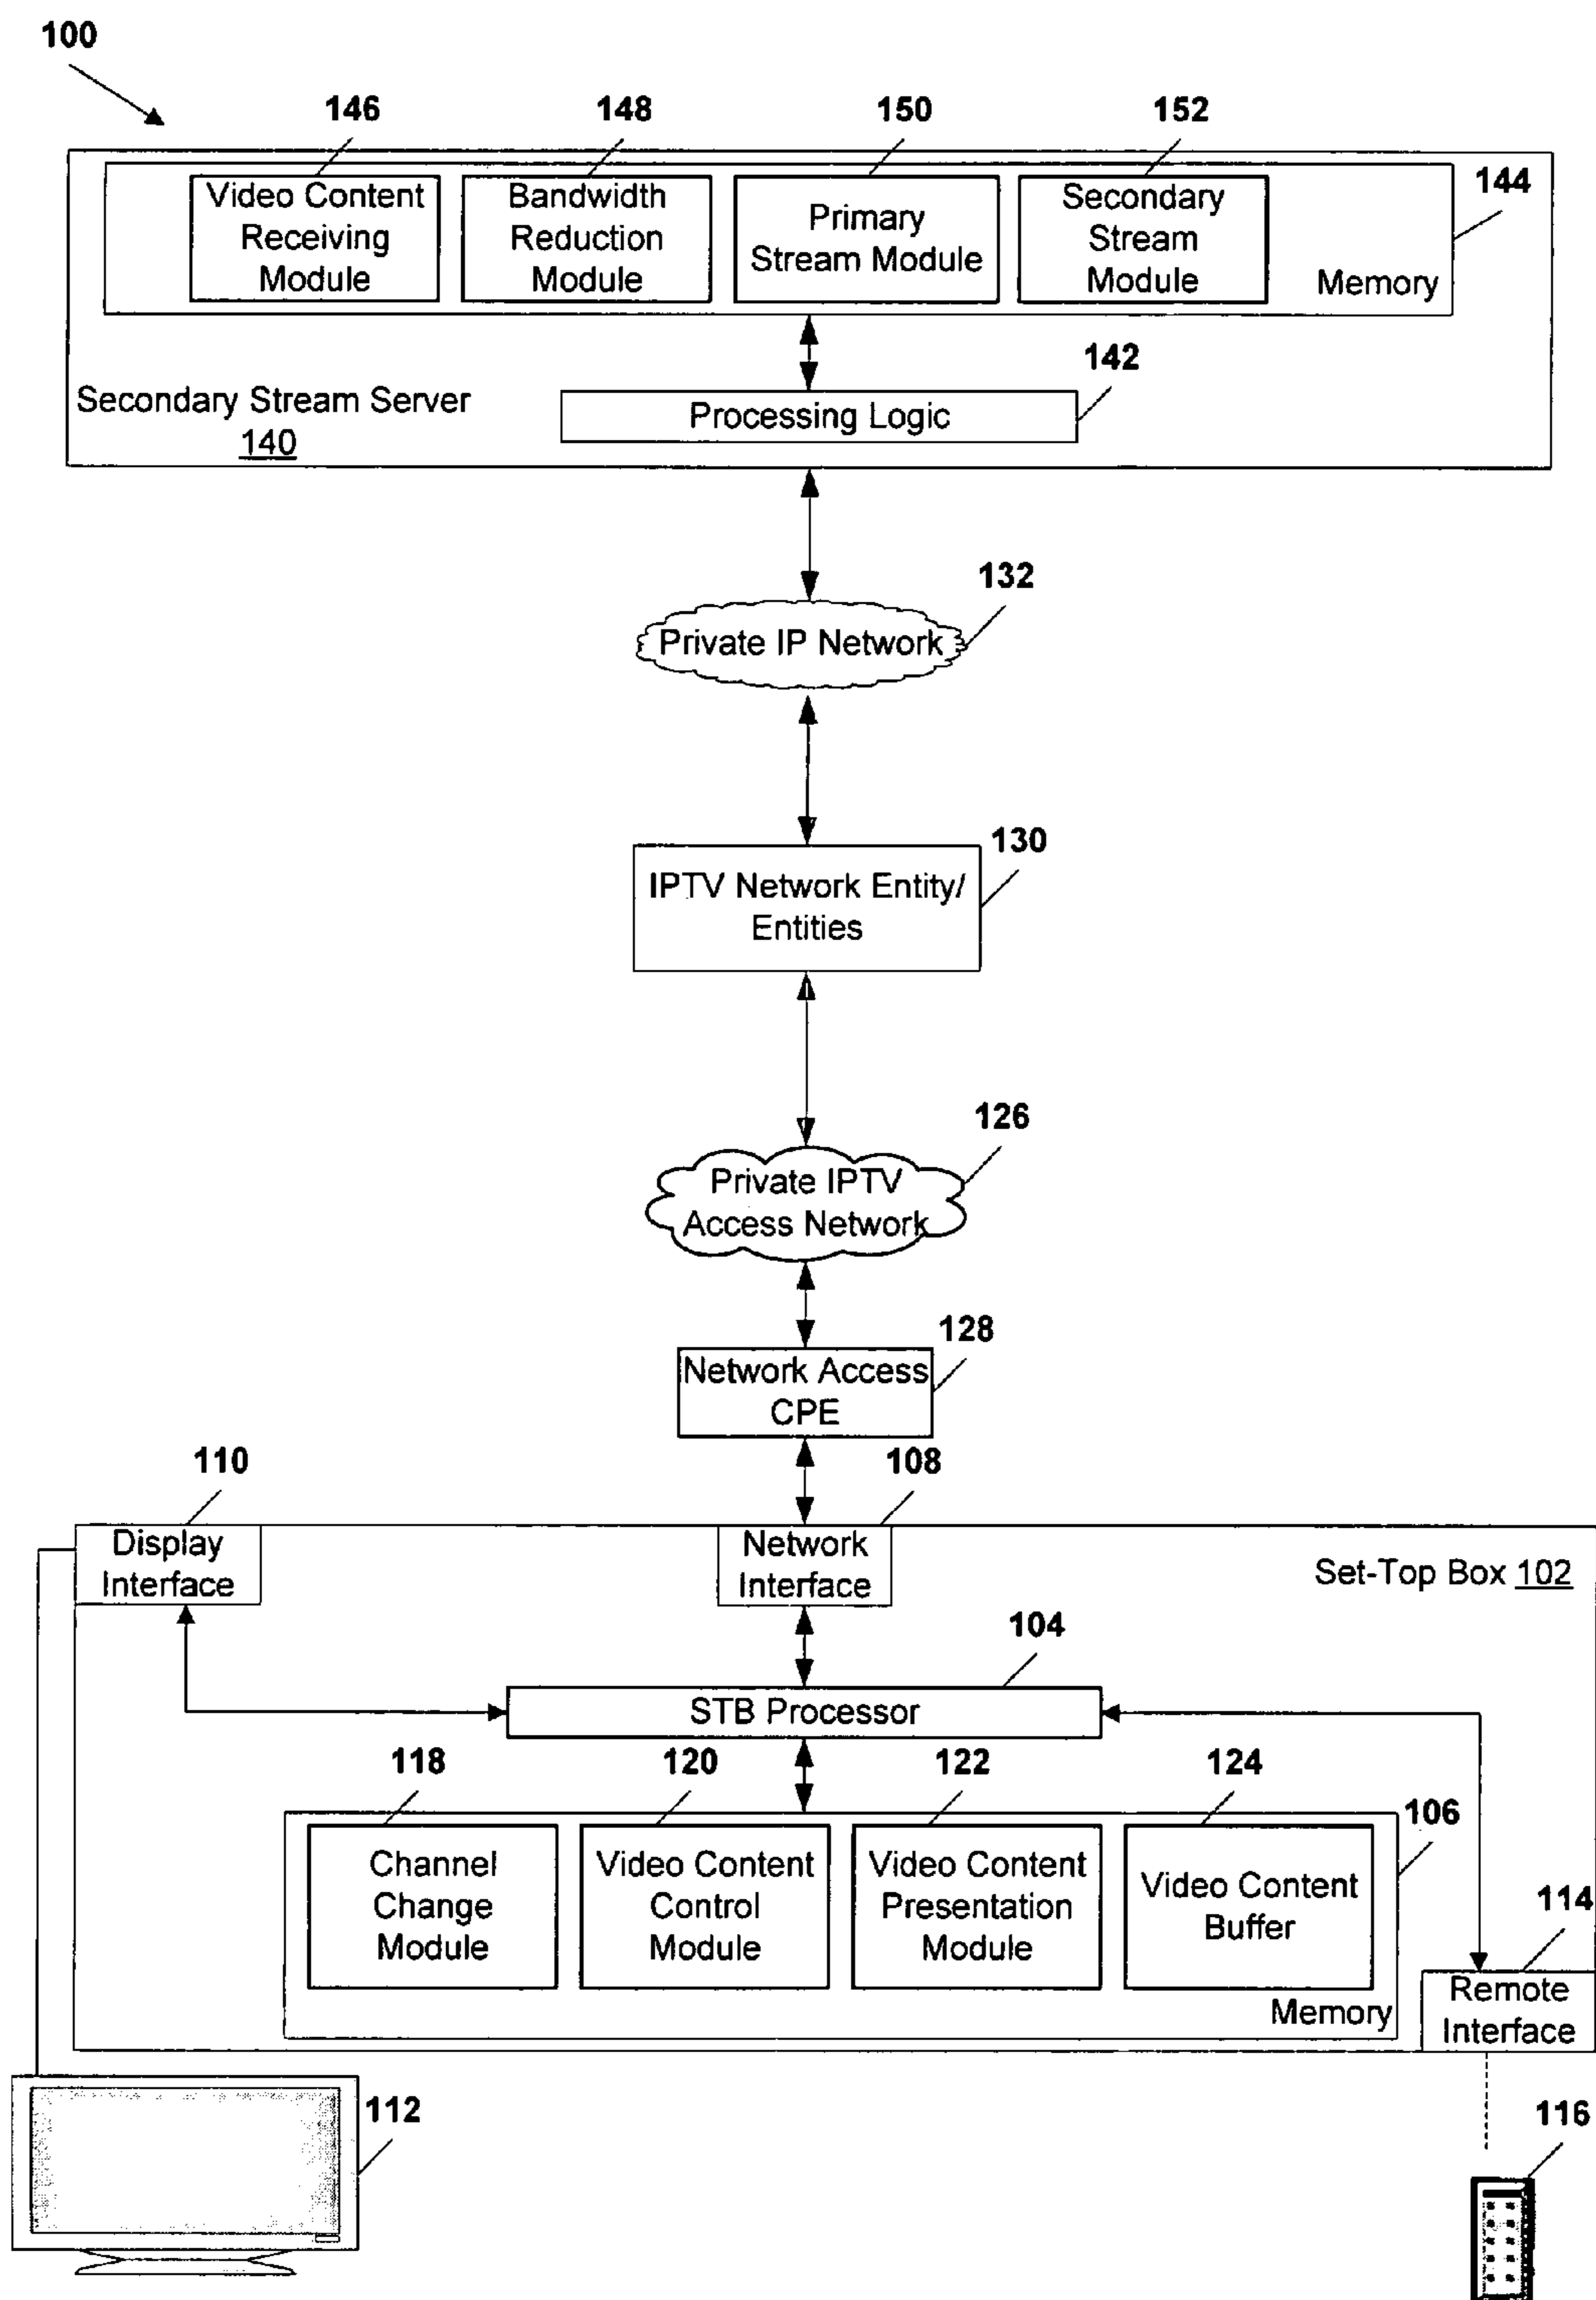 100
146
148
150
152
Video Content
Receiving
Module
Bandwidth
Reduction
Module
Primary
Stream Module
Secondary
Stream
Module
144
Memory
142
Secondary Stream Server
140
Processing Logic
132
Private IP Network
130
IPTV Network Entity/
Entities
126
Private IPTV
Access Network
128
Network Access
CPE
110
108
Display
Interface
Network
Interface
Set-Top Box 102
104
STB Processor
118
120
122
124
106
Channel
Change
Module
Video Content
Control
Module
Video Content
Presentation
Module
Video Content
Buffer
114
Memory
Remote
Interface
112
116